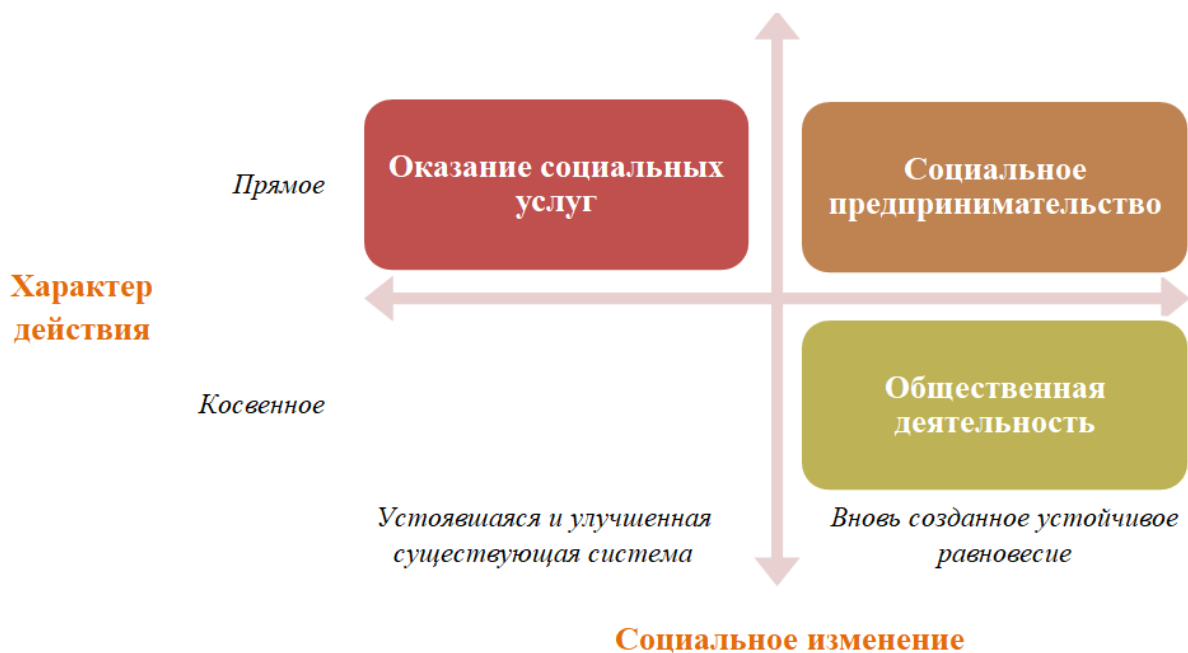 Оказание социальных
услуг
Социальное
предпринимательство
Прямое
Характер
действия
Косвенное
Общественная
деятельность
Устоявшаяся и улучшенная
существующая система
Вновь созданное устойчивое
равновесие
Социальное изменение